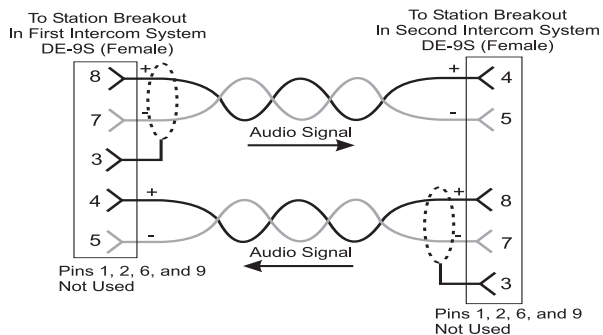 To Station Breakout
In First Intercom System
DE-9S (Female)
To Station Breakout
In Second Intercom System
DE-9S (Female)
8
+
+
4
7
-
-
5
Audio Signal
3
4
+
+
8
5
-
-
7
Audio Signal
3
Pins 1, 2, 6, and 9
Not Used
Pins 1, 2, 6, and 9
Not Used